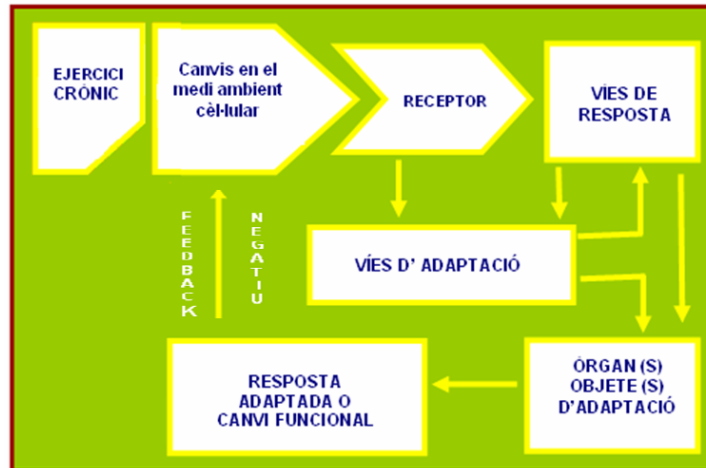 EJERCICI
CRÒNIC
Canvis en el
medi ambient
cèl·lular
RECEPTOR
VÍES DE
RESPOSTA
FEEDBACK
NEGATIU
VÍES D' ADAPTACIÓ
RESPOSTA
ADAPTADA O
CANVI FUNCIONAL
ÒRGAN (S)
OBJETE (S)
D'ADAPTACIÓ